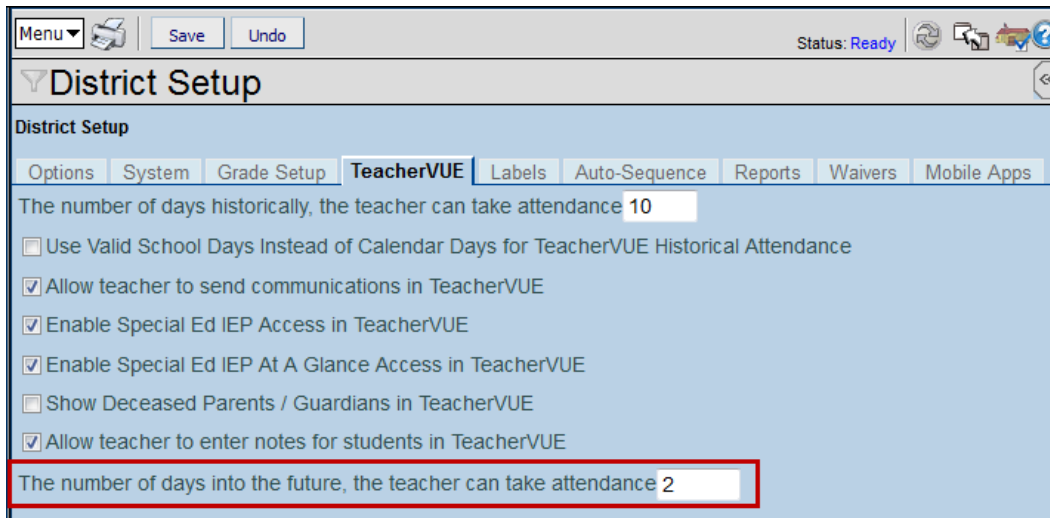 Menu Save Undo Status: Ready
District Setup
District Setup
Options System Grade Setup TeacherVUE Labels Auto-Sequence Reports Waivers Mobile Apps
The number of days historically, the teacher can take attendance 10
Use Valid School Days Instead of Calendar Days for TeacherVUE Historical Attendance
Allow teacher to send communications in TeacherVUE
Enable Special Ed IEP Access in TeacherVUE
Enable Special Ed IEP At A Glance Access in TeacherVUE
Show Deceased Parents / Guardians in TeacherVUE
Allow teacher to enter notes for students in TeacherVUE
The number of days into the future, the teacher can take attendance 2